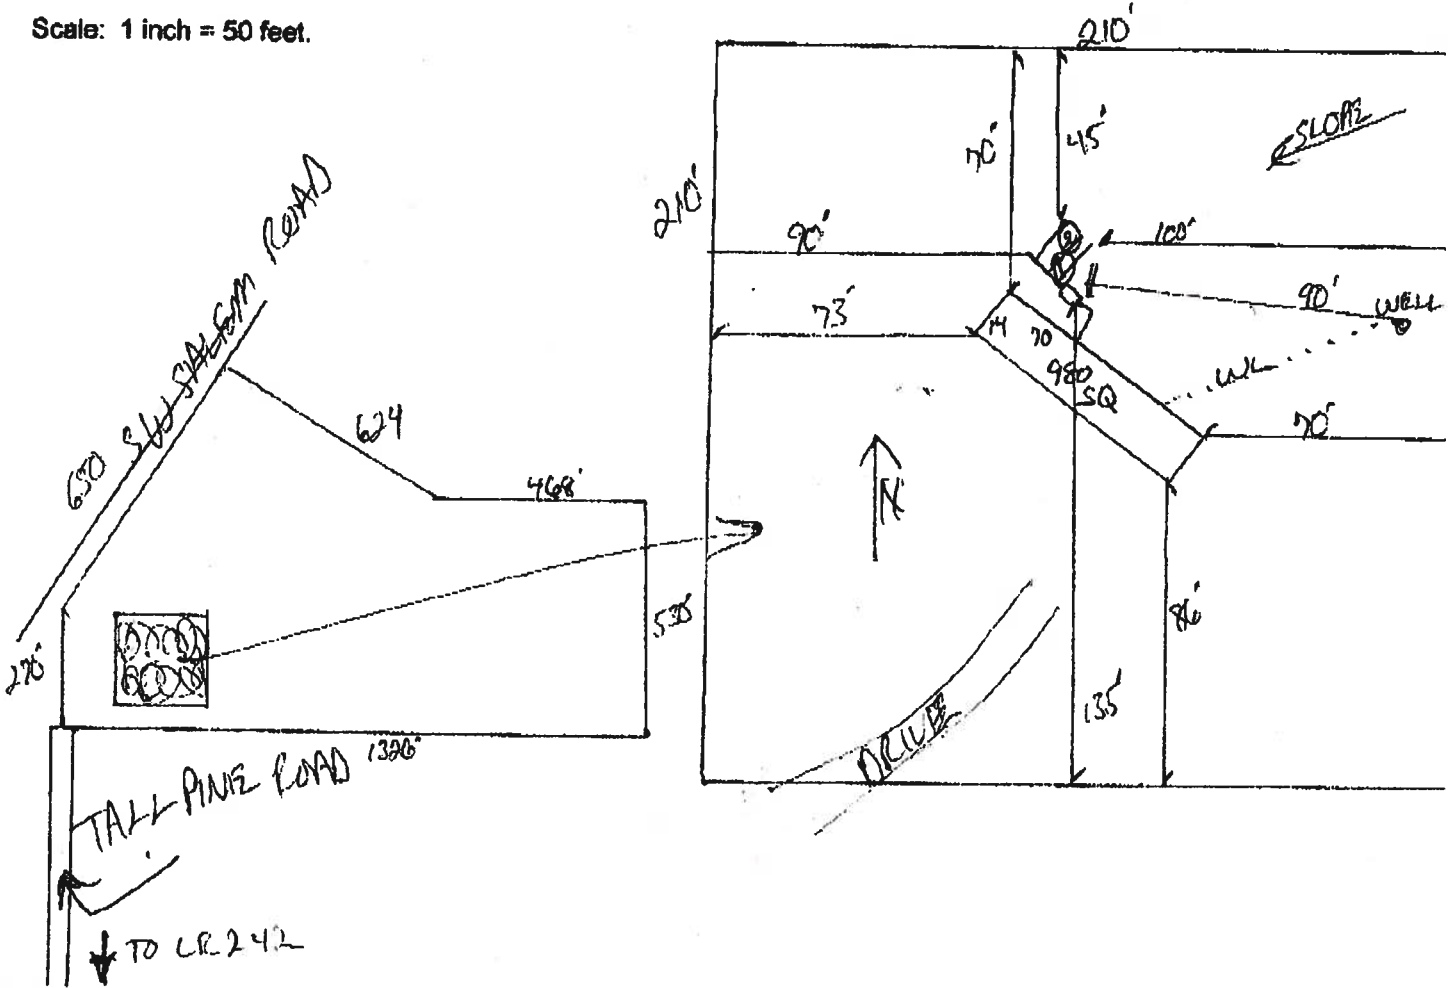 Scale: 1 inch = 50 feet.
210'
70'
45'
SLOPE
210'
90'
100'
90'
WELL
73'
14
70
980
SQ
WL
70'
SW SALEM ROAD
650
624
468'
N
530'
270'
86'
135'
DRIVE
1320'
TALL PINE ROAD
TO CR 242